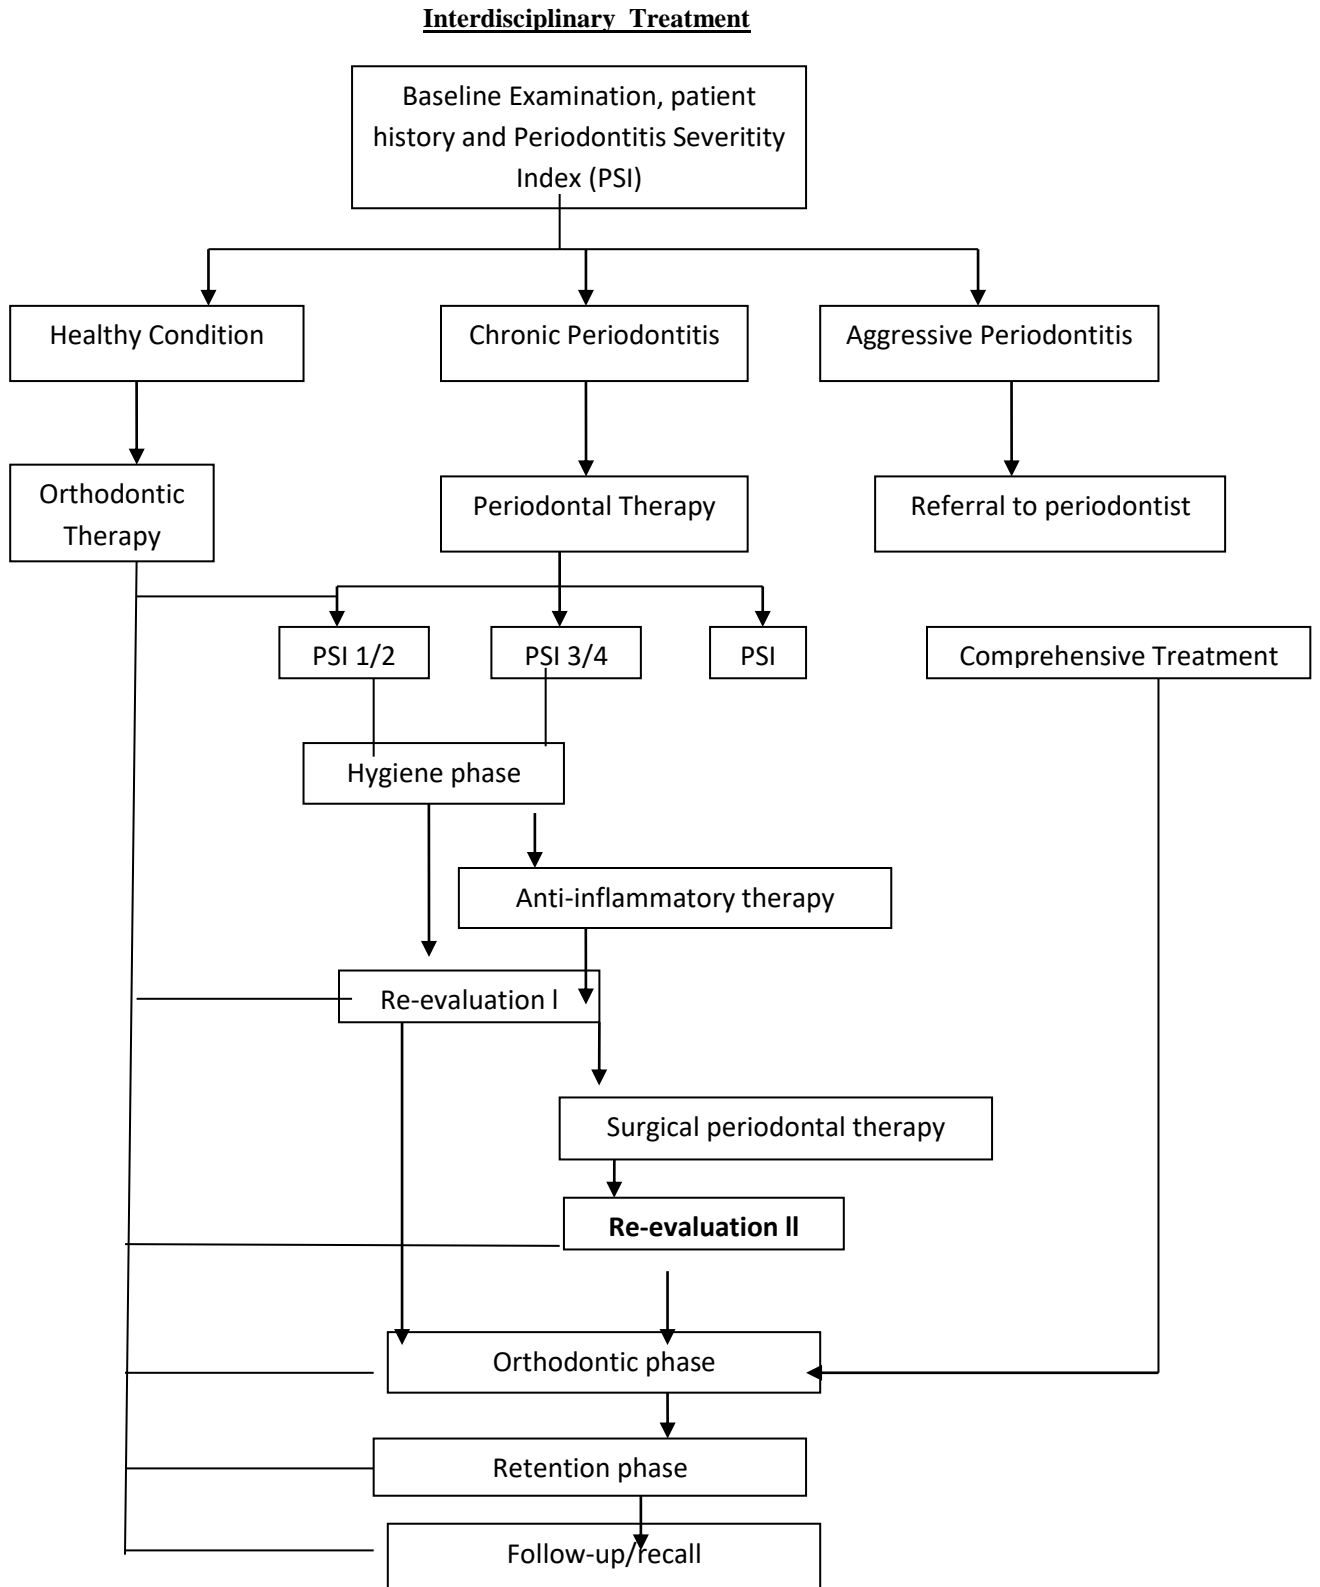 Interdisciplinary Treatment
Baseline Examination, patient
history and Periodontitis Severitity
Index (PSI)
Healthy Condition
Chronic Periodontitis
Aggressive Periodontitis
Orthodontic
Therapy
Periodontal Therapy
Referral to periodontist
PSI 1/2
PSI 3/4
PSI
Comprehensive Treatment
Hygiene phase
Anti-inflammatory therapy
Re-evaluation l
Surgical periodontal therapy
Re-evaluation ll
Orthodontic phase
Retention phase
Follow-up/recall